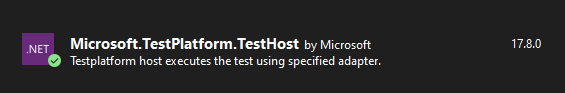 .NET
Microsoft.TestPlatform.TestHost by Microsoft 17.8.0
Testplatform host executes the test using specified adapter.